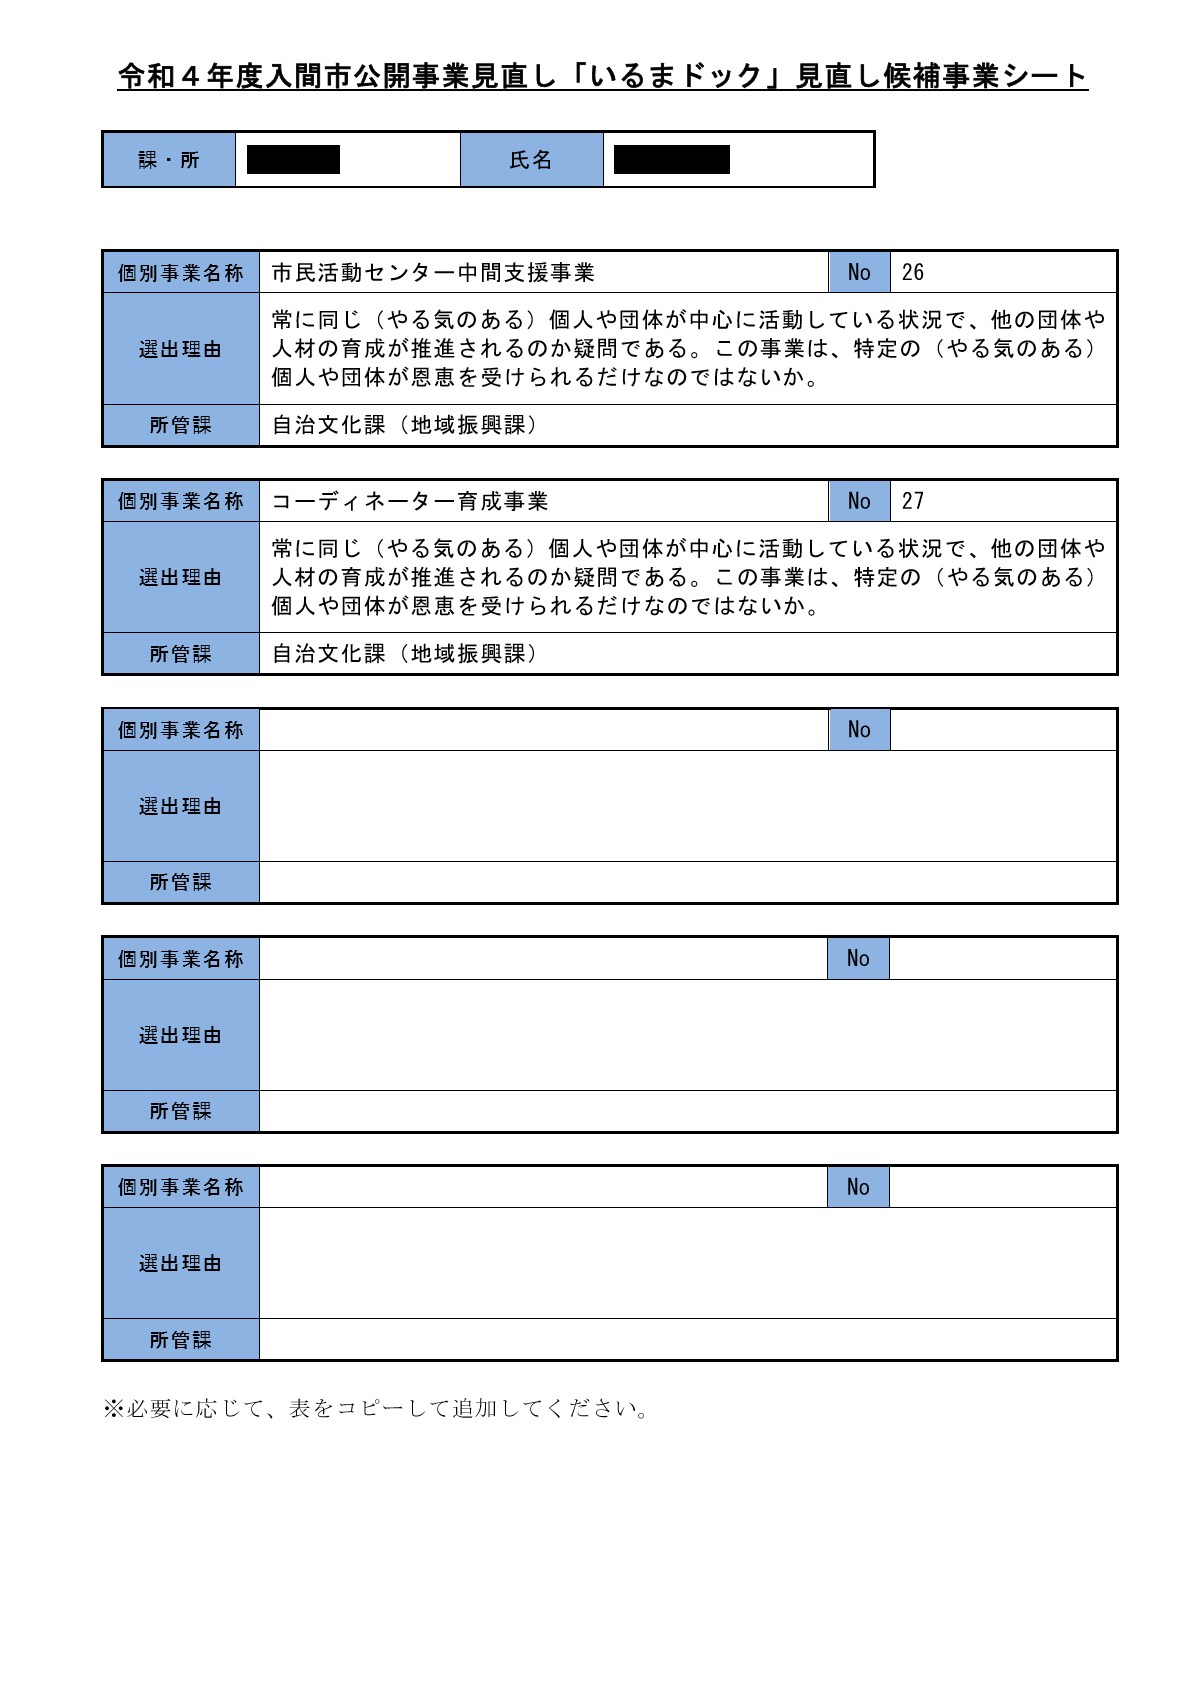 令和４年度入間市公開事業見直し「いるまドック」見直し候補事業シート
課・所
氏名
個別事業名称 市民活動センター中間支援事業 No 26
選出理由
常に同じ（やる気のある）個人や団体が中心に活動している状況で、他の団体や
人材の育成が推進されるのか疑問である。この事業は、特定の（やる気のある）
個人や団体が恩恵を受けられるだけなのではないか。
所管課 自治文化課（地域振興課）
個別事業名称 コーディネーター育成事業 No 27
選出理由
常に同じ（やる気のある）個人や団体が中心に活動している状況で、他の団体や
人材の育成が推進されるのか疑問である。この事業は、特定の（やる気のある）
個人や団体が恩恵を受けられるだけなのではないか。
所管課 自治文化課（地域振興課）
個別事業名称 No
選出理由
所管課
個別事業名称 No
選出理由
所管課
個別事業名称 No
選出理由
所管課
※必要に応じて、表をコピーして追加してください。